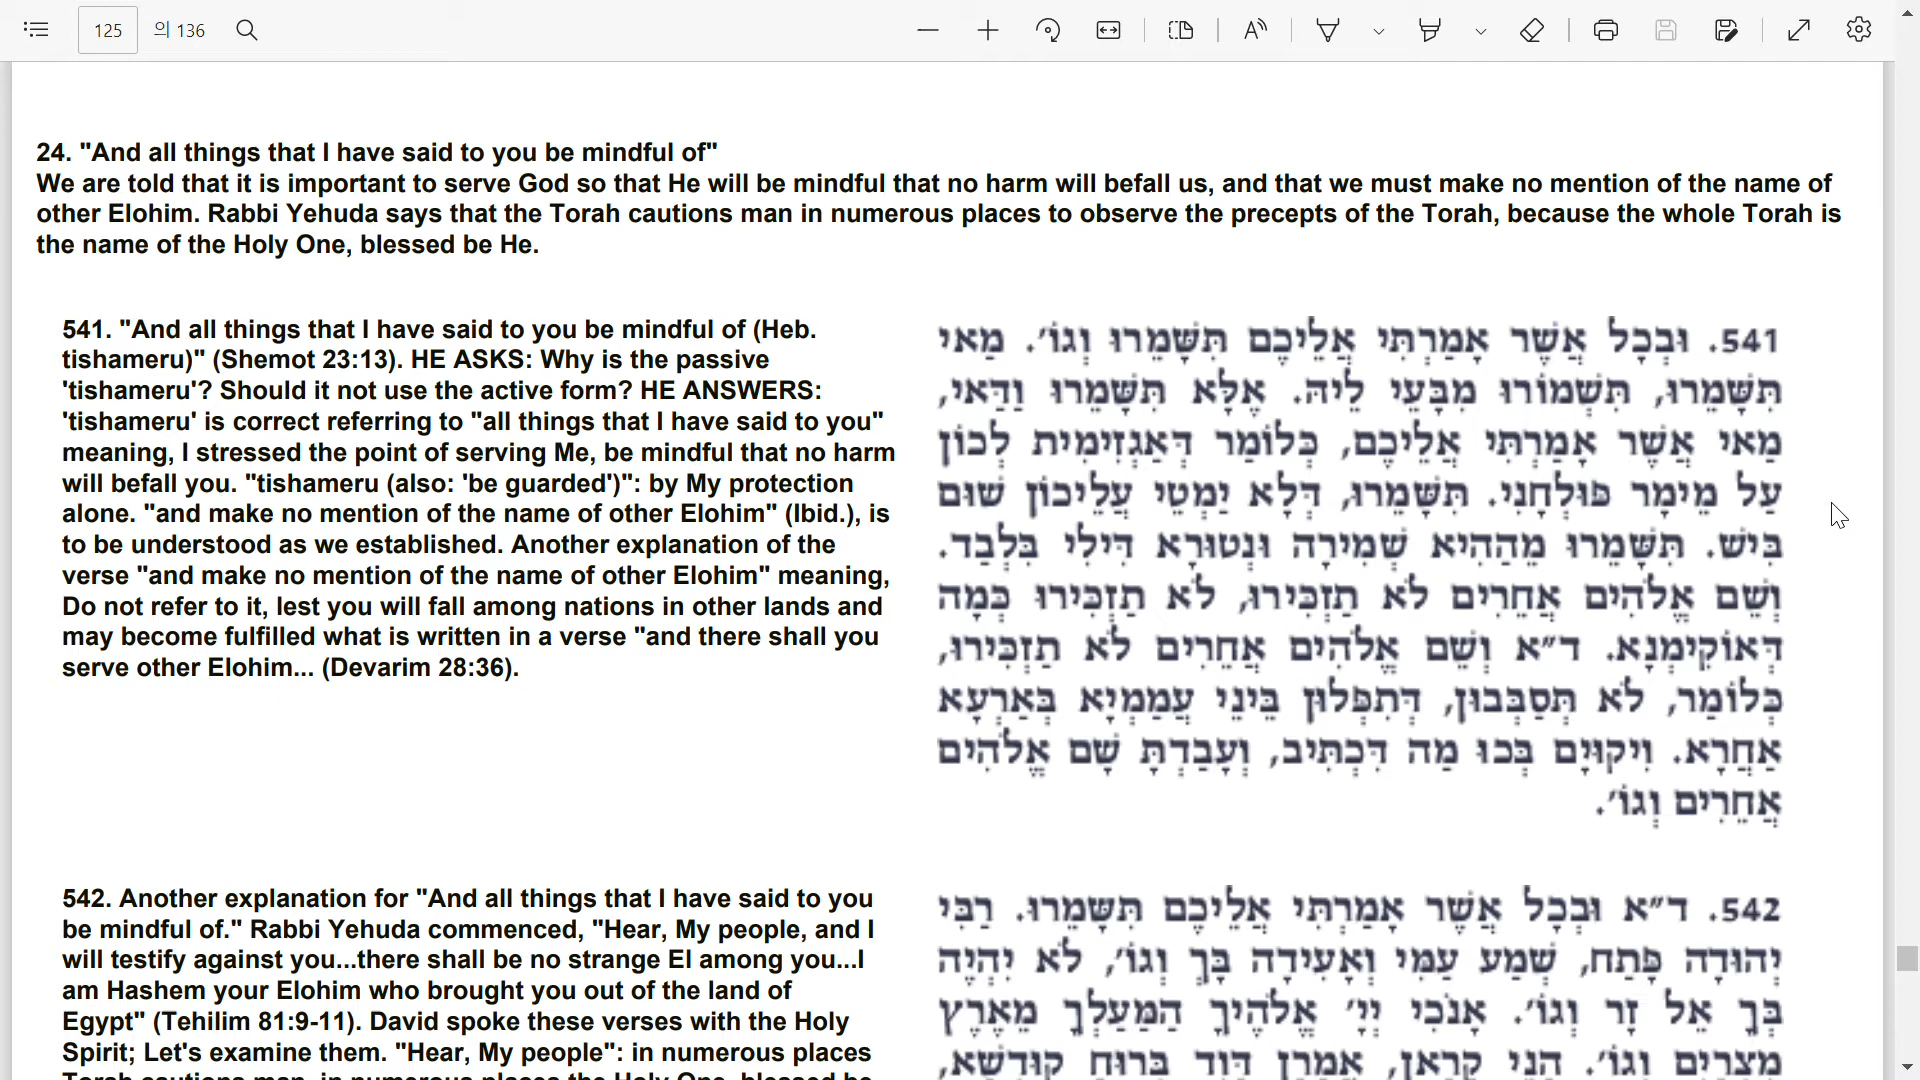 125 의 136
24. "And all things that I have said to you be mindful of"
We are told that it is important to serve God so that He will be mindful that no harm will befall us, and that we must make no mention of the name of
other Elohim. Rabbi Yehuda says that the Torah cautions man in numerous places to observe the precepts of the Torah, because the whole Torah is
the name of the Holy One, blessed be He.
541. "And all things that I have said to you be mindful of (Heb.
tishameru)" (Shemot 23:13). HE ASKS: Why is the passive
'tishameru'? Should it not use the active form? HE ANSWERS:
'tishameru' is correct referring to "all things that I have said to you"
meaning, I stressed the point of serving Me, be mindful that no harm
will befall you. "tishameru (also: 'be guarded')": by My protection
alone. "and make no mention of the name of other Elohim" (Ibid.), is
to be understood as we established. Another explanation of the
verse "and make no mention of the name of other Elohim" meaning,
Do not refer to it, lest you will fall among nations in other lands and
may become fulfilled what is written in a verse "and there shall you
serve other Elohim... (Devarim 28:36).
541. וּבְכָל אֲשֶׁר אָמַרְתִּי אֲלֵיכֶם תִּשָּׁמֵרוּ וְגוֹ׳. מַאי
תִּשָּׁמֵרוּ, תִּשְׁמוֹרוּ מִבָּעֵי לֵיהּ. אֶלָּא תִּשָּׁמֵרוּ וַדַּאי,
מַאי אֲשֶׁר אָמַרְתִּי אֲלֵיכֶם, כְּלוֹמַר דְּאַגְזִימִית לְכוֹן
עַל מֵימָר פּוּלְחָנִי. תִּשָּׁמֵרוּ, דְּלָא יַמְטֵי עֲלֵיכוֹן שׁוּם
בִּישׁ. תִּשָּׁמֵרוּ מֵהַהִיא שְׁמִירָה וּנְטוּרָא דִּילִי בִּלְבַד.
וְשֵׁם אֱלֹהִים אֲחֵרִים לֹא תַזְכִּירוּ, לֹא תַזְכִּירוּ כְּמָה
דְּאוֹקִימְנָא. ד״א וְשֵׁם אֱלֹהִים אֲחֵרִים לֹא תַזְכִּירוּ,
כְּלוֹמַר, לֹא תְּסַבְּבוּן, דְּתִפְּלוּן בֵּינֵי עֲמַמְיָא בְּאַרְעָא
אַחֲרָא. וִיקוּיָּם בְּכוּ מַה דִּכְתִּיב, וְעָבַדְתָּ שָּׁם אֱלֹהִים
אֲחֵרִים וְגוֹ׳.
542. Another explanation for "And all things that I have said to you
be mindful of." Rabbi Yehuda commenced, "Hear, My people, and I
will testify against you...there shall be no strange El among you...I
am Hashem your Elohim who brought you out of the land of
Egypt" (Tehilim 81:9-11). David spoke these verses with the Holy
Spirit; Let's examine them. "Hear, My people": in numerous places
Torah cautions man, in numerous places the Holy One, blessed be
542. ד״א וּבְכָל אֲשֶׁר אָמַרְתִּי אֲלֵיכֶם תִּשָּׁמֵרוּ. רַבִּי
יְהוּדָה פָּתַח, שְׁמַע עַמִּי וְאָעִידָה בָּךְ וְגוֹ׳, לֹא יִהְיֶה
בְּךָ אֵל זָר וְגוֹ׳. אָנֹכִי יְיָ׳ אֱלֹהֶיךָ הַמַּעַלְךָ מֵאֶרֶץ
מִצְרַיִם וְגוֹ׳. הַנֵּי קְרָאן, אֲמָרָן דָּוִד בְּרוּחַ קוּדְשָׁא,